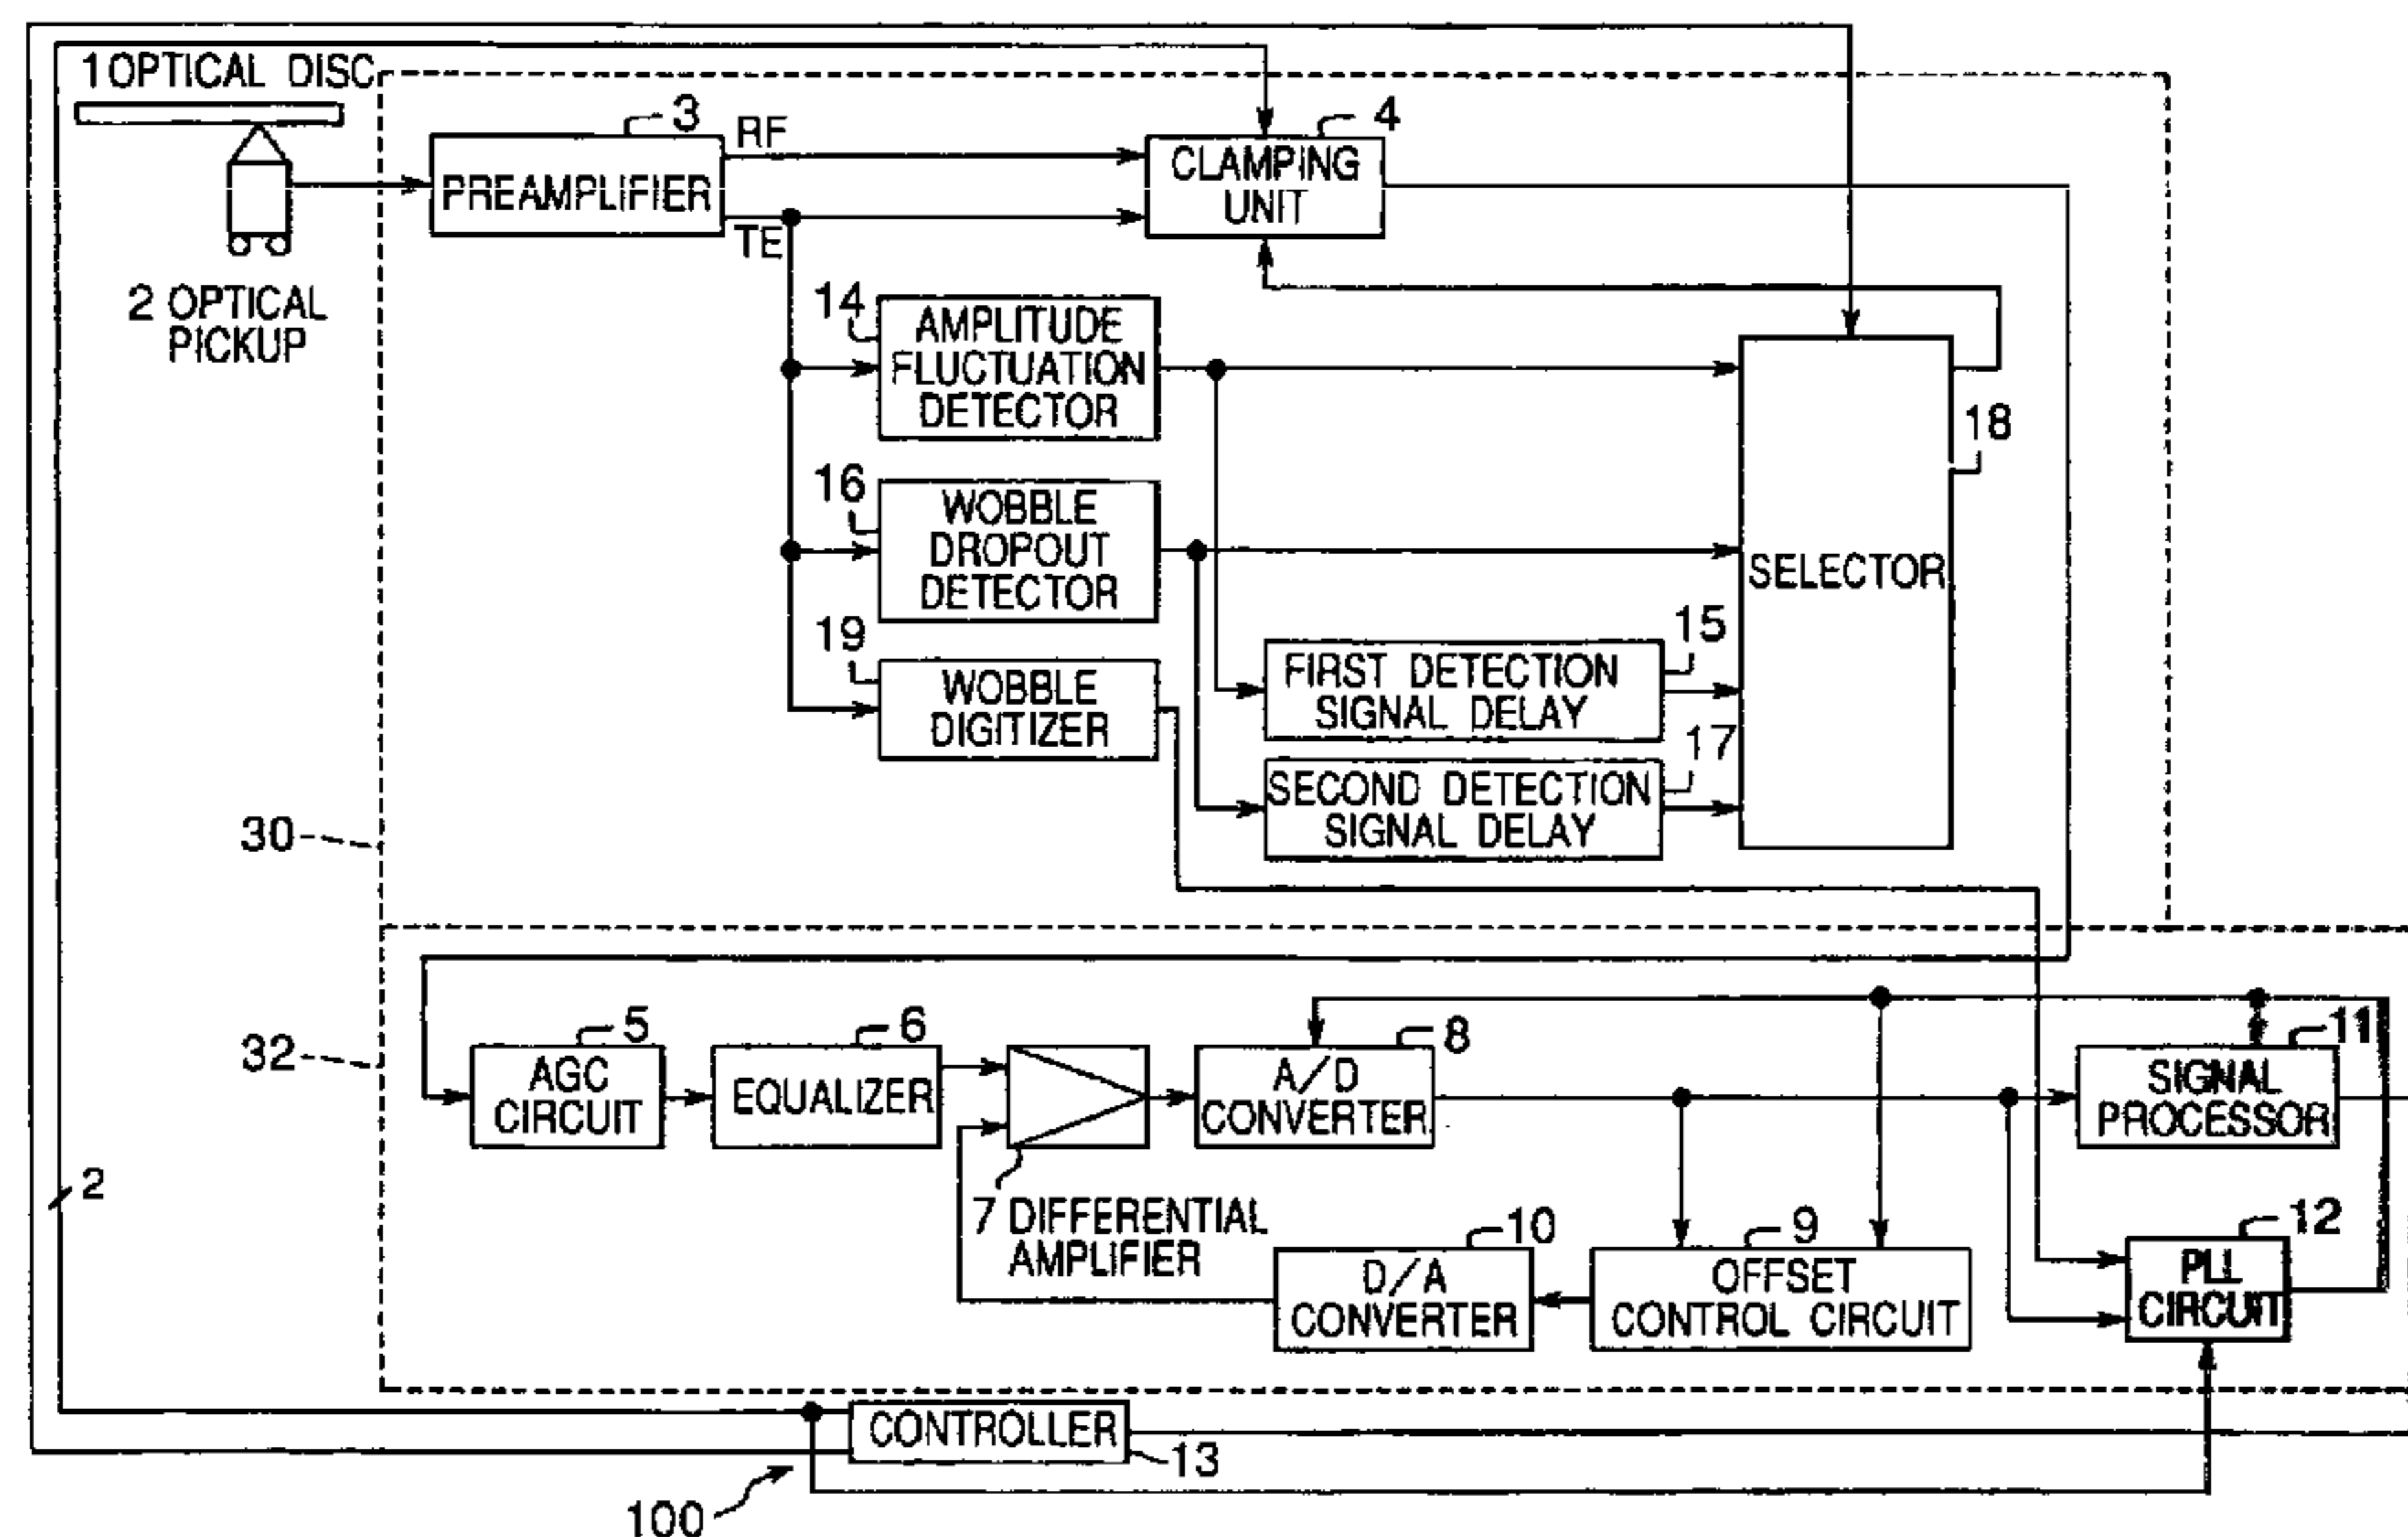 1 OPTICAL DISC
3
RF
4
PREAMPLIFIER
CLAMPING
UNIT
TE
2 OPTICAL
PICKUP
14
AMPLITUDE
FLUCTUATION
DETECTOR
18
16
WOBBLE
DROPOUT
DETECTOR
SELECTOR
19
WOBBLE
DIGITIZER
15
FIRST DETECTION
SIGNAL DELAY
17
SECOND DETECTION
SIGNAL DELAY
30
32
5
AGC
CIRCUIT
6
EQUALIZER
8
A/D
CONVERTER
11
SIGNAL
PROCESSOR
2
7 DIFFERENTIAL
AMPLIFIER
10
D/A
CONVERTER
9
OFFSET
CONTROL CIRCUIT
12
PLL
CIRCUIT
CONTROLLER
13
100